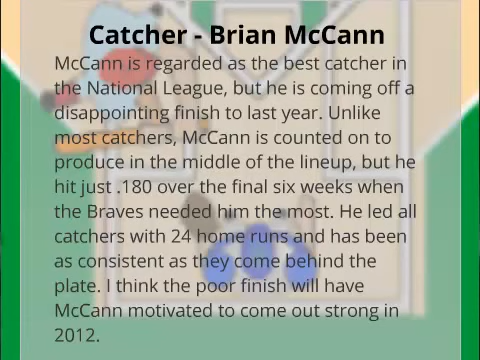 Catcher - Brian McCann
McCann is regarded as the best catcher in
the National League, but he is coming off a
disappointing finish to last year. Unlike
most catchers, McCann is counted on to
produce in the middle of the lineup, but he
hit just .180 over the final six weeks when
the Braves needed him the most. He led all
catchers with 24 home runs and has been
as consistent as they come behind the
plate. I think the poor finish will have
McCann motivated to come out strong in
2012.